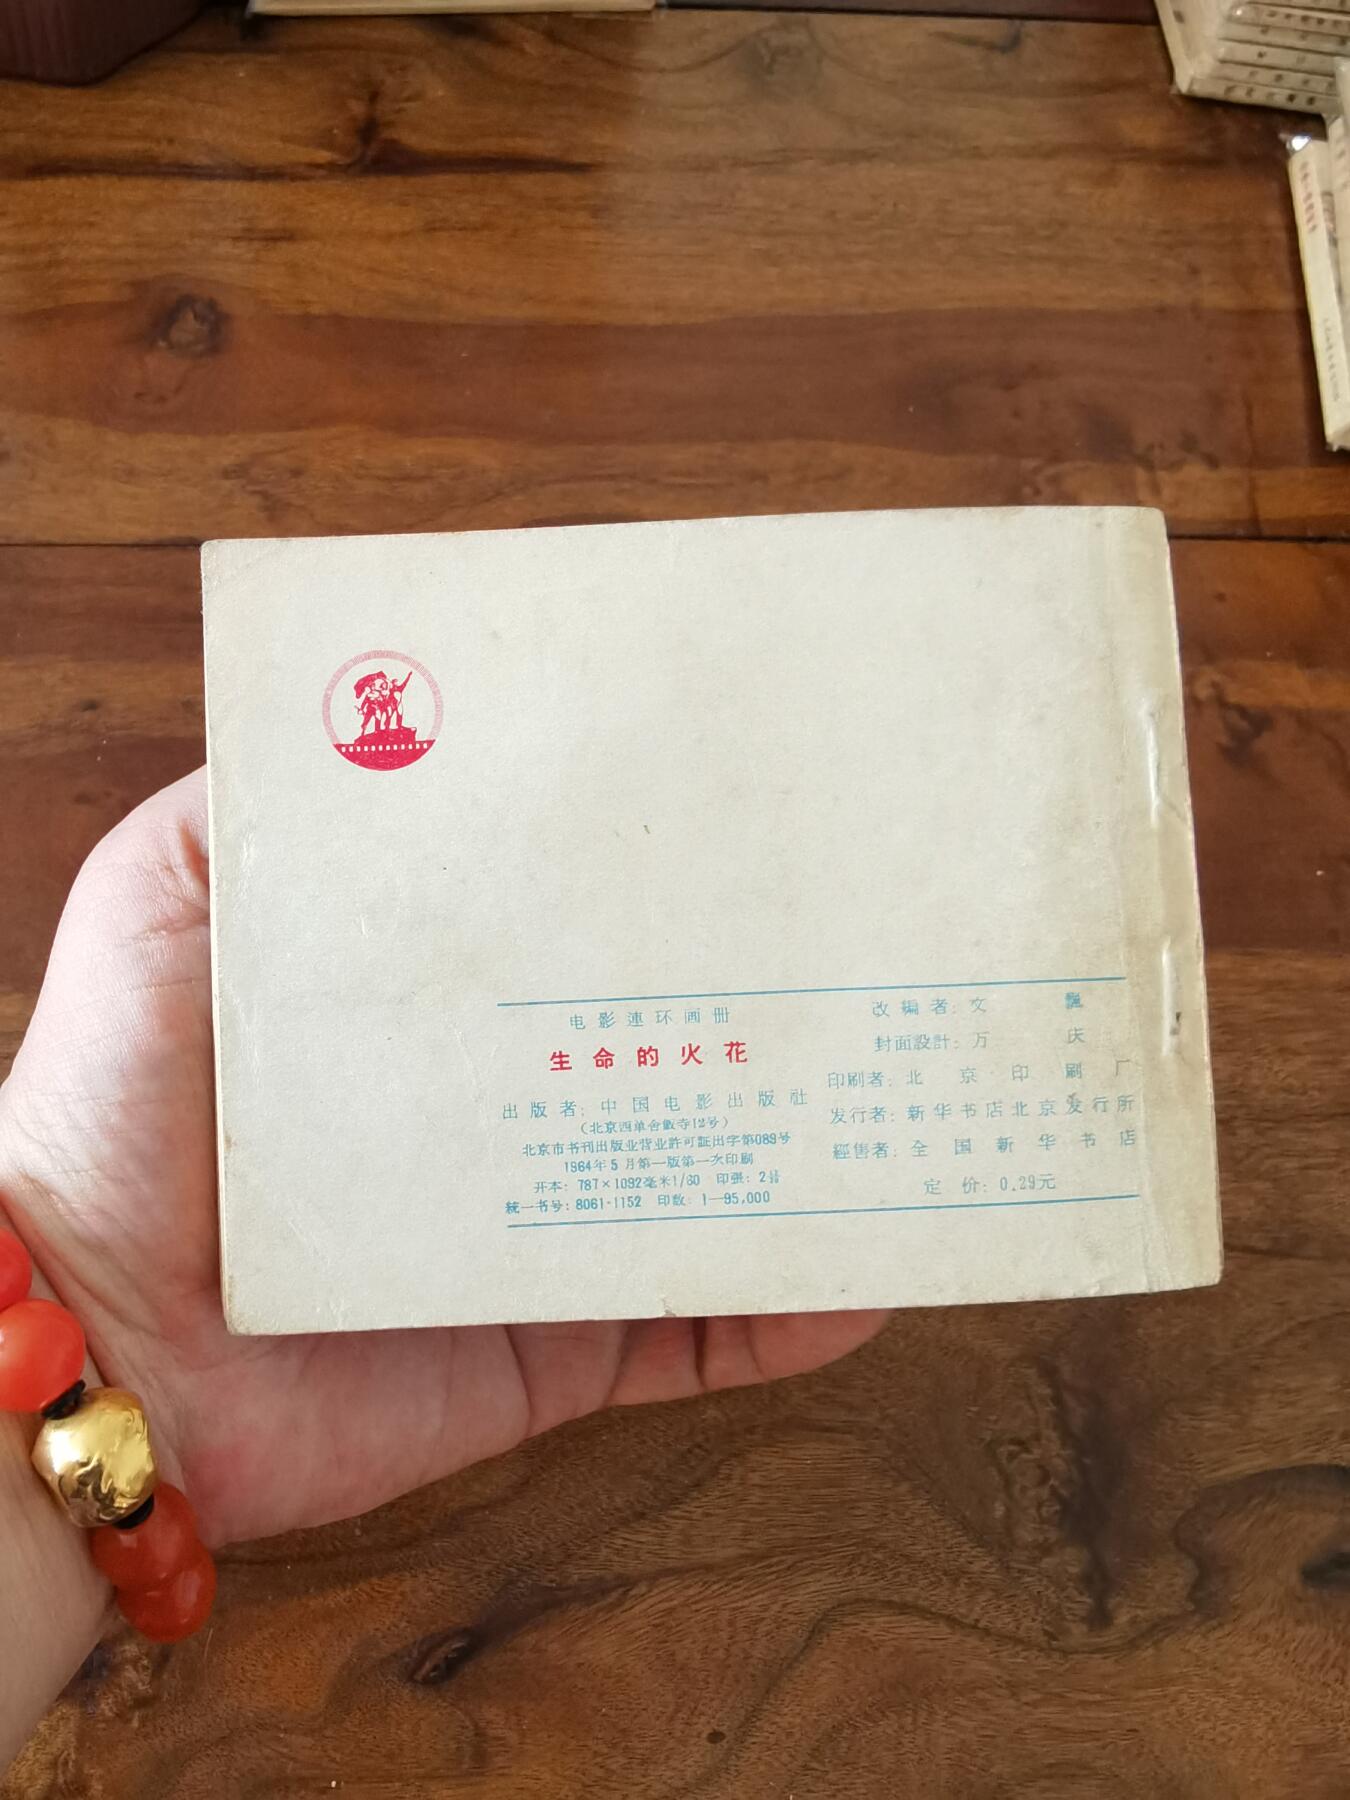 电影連环画册
生命的火花
出版者：中国电影出版社
（北京西单舍飯寺12号）
北京市书刊出版业营业許可証出字第089号
1964年5月第一版第一次印刷
开本：787×1092毫米1/60 印張：2
統一书号：8061·1152 印数：1—95,000
改編者：文
封面設計：万庆
印刷者：北京印刷厂
发行者：新华书店北京发行所
經售者：全国新华书店
定价：0.29元